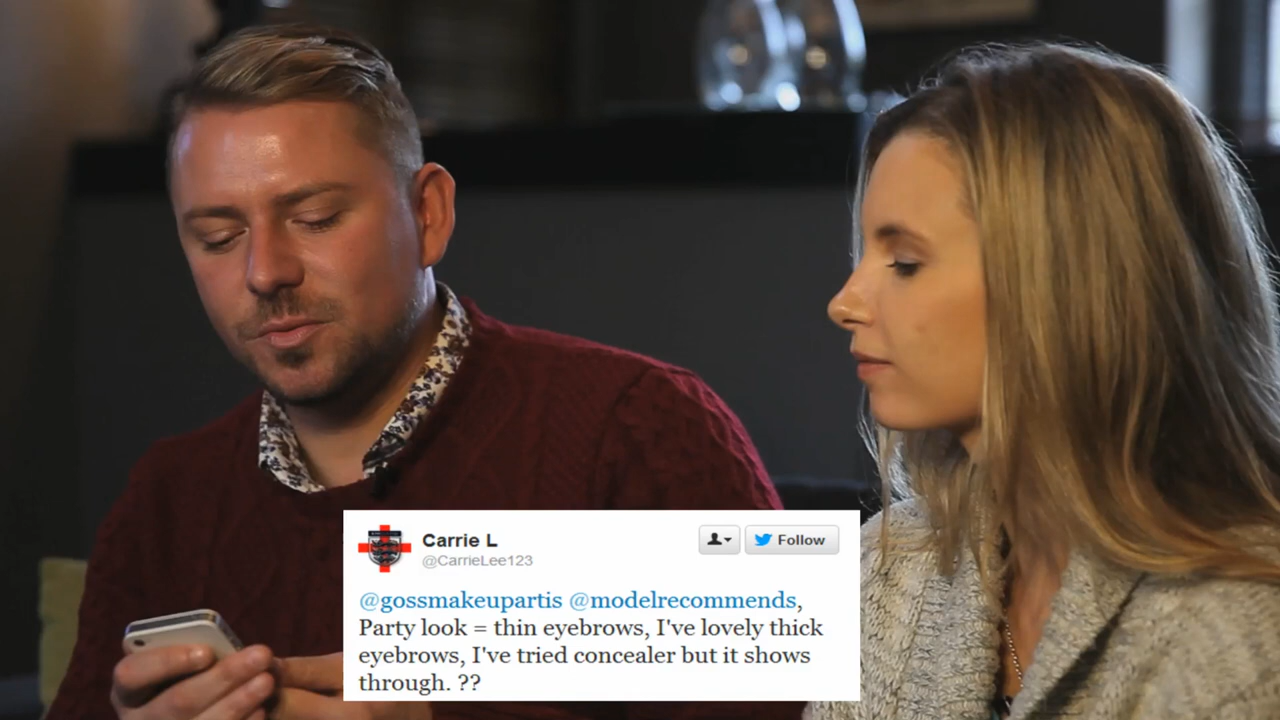 Carrie L
Follow
@CarrieLee123
@gossmakeupartis @modelrecommends,
Party look = thin eyebrows, I've lovely thick
eyebrows, I've tried concealer but it shows
through. ??